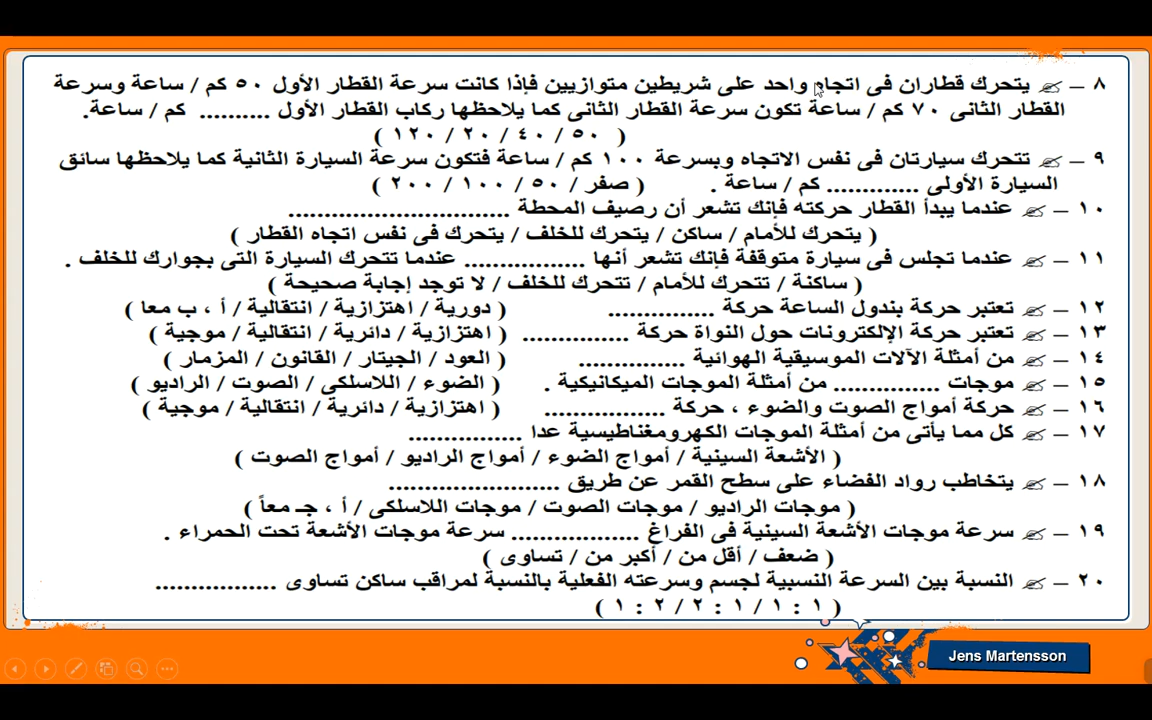 ٨ – يتحرك قطاران فى اتجاه واحد على شريطين متوازيين فإذا كانت سرعة القطار الأول ٥٠ كم / ساعة وسرعة
القطار الثانى ٧٠ كم / ساعة تكون سرعة القطار الثانى كما يلاحظها ركاب القطار الأول .......... كم / ساعة.
( ٥٠ / ٤٠ / ٢٠ / ١٢٠ )
٩ – تتحرك سيارتان فى نفس الاتجاه وبسرعة ١٠٠ كم / ساعة فتكون سرعة السيارة الثانية كما يلاحظها سائق
السيارة الأولى ............. كم / ساعة . ( صفر / ٥٠ / ١٠٠ / ٢٠٠ )
١٠ – عندما يبدأ القطار حركته فإنك تشعر أن رصيف المحطة ..............................
( يتحرك للأمام / ساكن / يتحرك للخلف / يتحرك فى نفس اتجاه القطار )
١١ – عندما تجلس فى سيارة متوقفة فإنك تشعر أنها ................ عندما تتحرك السيارة التى بجوارك للخلف .
( ساكنة / تتحرك للأمام / تتحرك للخلف / لا توجد إجابة صحيحة )
١٢ – تعتبر حركة بندول الساعة حركة ............... ( دورية / اهتزازية / انتقالية / أ ، ب معا )
١٣ – تعتبر حركة الإلكترونات حول النواة حركة ............... ( اهتزازية / دائرية / انتقالية / موجية )
١٤ – من أمثلة الآلات الموسيقية الهوائية ............... ( العود / الجيتار / القانون / المزمار )
١٥ – موجات ............... من أمثلة الموجات الميكانيكية . ( الضوء / اللاسلكى / الصوت / الراديو )
١٦ – حركة أمواج الصوت والضوء ، حركة ................ ( اهتزازية / دائرية / انتقالية / موجية )
١٧ – كل مما يأتى من أمثلة الموجات الكهرومغناطيسية عدا ...............
( الأشعة السينية / أمواج الضوء / أمواج الراديو / أمواج الصوت )
١٨ – يتخاطب رواد الفضاء على سطح القمر عن طريق ........................
( موجات الراديو / موجات الصوت / موجات اللاسلكى / أ ، جـ معاً )
١٩ – سرعة موجات الأشعة السينية فى الفراغ .................. سرعة موجات الأشعة تحت الحمراء .
( ضعف / أقل من / أكبر من / تساوى )
٢٠ – النسبة بين السرعة النسبية لجسم وسرعته الفعلية بالنسبة لمراقب ساكن تساوى .................
( ١ : ١ / ١ : ٢ / ٢ : ١ )
Jens Martensson